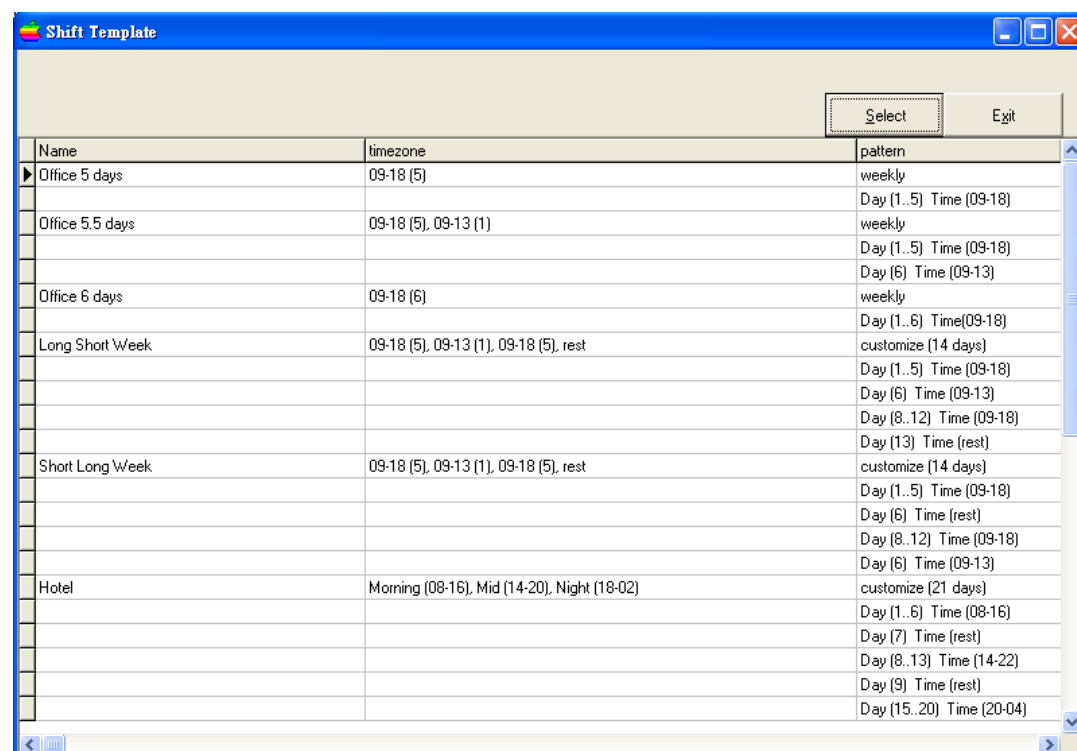 Shift Template
Select Exit
Name timezone pattern
Office 5 days 09-18 (5) weekly
Day (1..5) Time (09-18)
Office 5.5 days 09-18 (5), 09-13 (1) weekly
Day (1..5) Time (09-18)
Day (6) Time (09-13)
Office 6 days 09-18 (6) weekly
Day (1..6) Time(09-18)
Long Short Week 09-18 (5), 09-13 (1), 09-18 (5), rest customize (14 days)
Day (1..5) Time (09-18)
Day (6) Time (09-13)
Day (8..12) Time (09-18)
Day (13) Time (rest)
Short Long Week 09-18 (5), 09-13 (1), 09-18 (5), rest customize (14 days)
Day (1..5) Time (09-18)
Day (6) Time (rest)
Day (8..12) Time (09-18)
Day (6) Time (09-13)
Hotel Morning (08-16), Mid (14-20), Night (18-02) customize (21 days)
Day (1..6) Time (08-16)
Day (7) Time (rest)
Day (8..13) Time (14-22)
Day (9) Time (rest)
Day (15..20) Time (20-04)